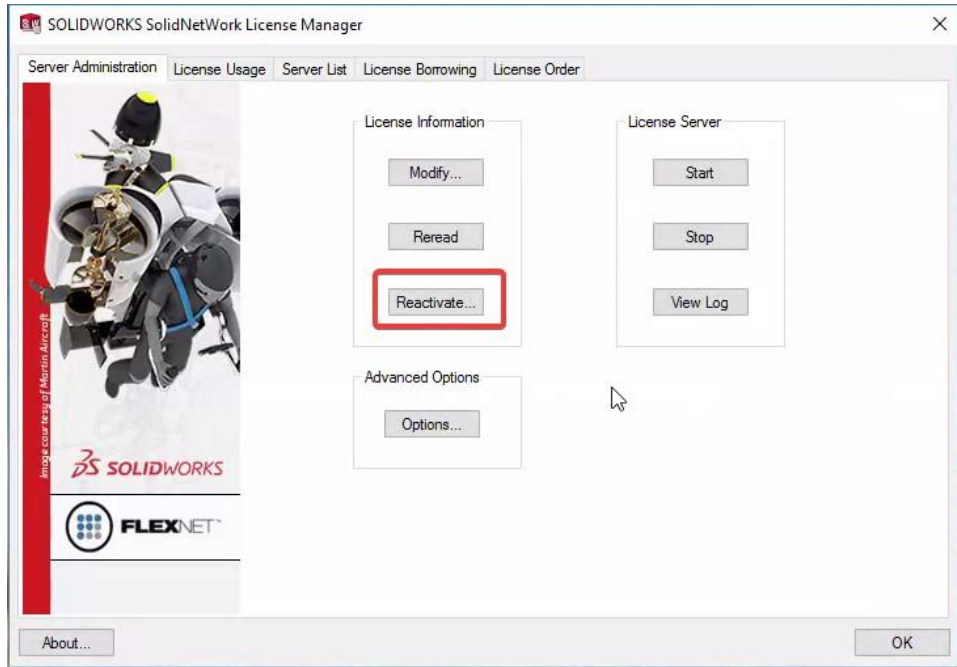 SOLIDWORKS SolidNetWork License Manager
Server Administration License Usage Server List License Borrowing License Order
License Information
Modify...
Reread
Reactivate...
License Server
Start
Stop
View Log
Advanced Options
Options...
Image courtesy of Martin Aircraft
SOLIDWORKS
FLEXNET™
About...
OK